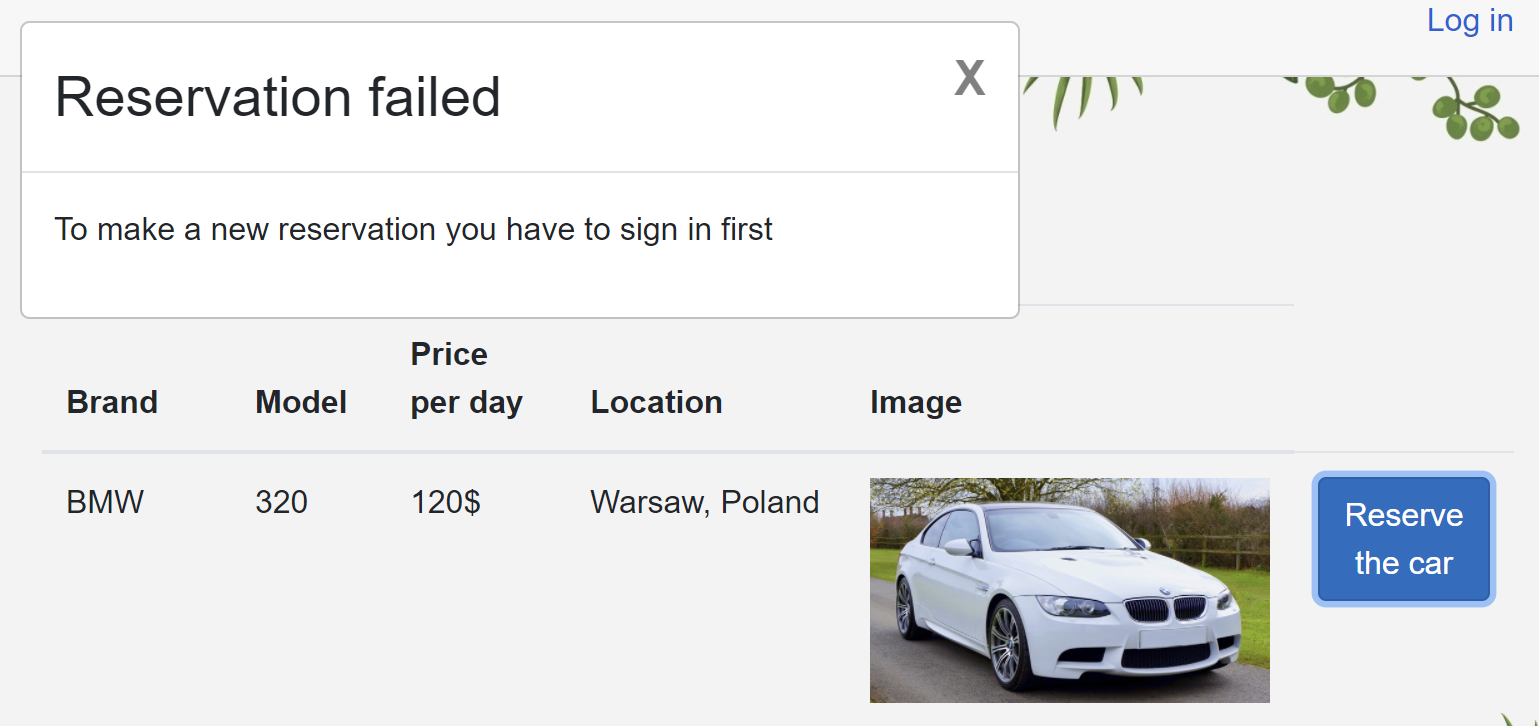 Log in
Reservation failed
X
To make a new reservation you have to sign in first
Price
Brand Model per day Location Image
BMW 320 120$ Warsaw, Poland
Reserve
the car